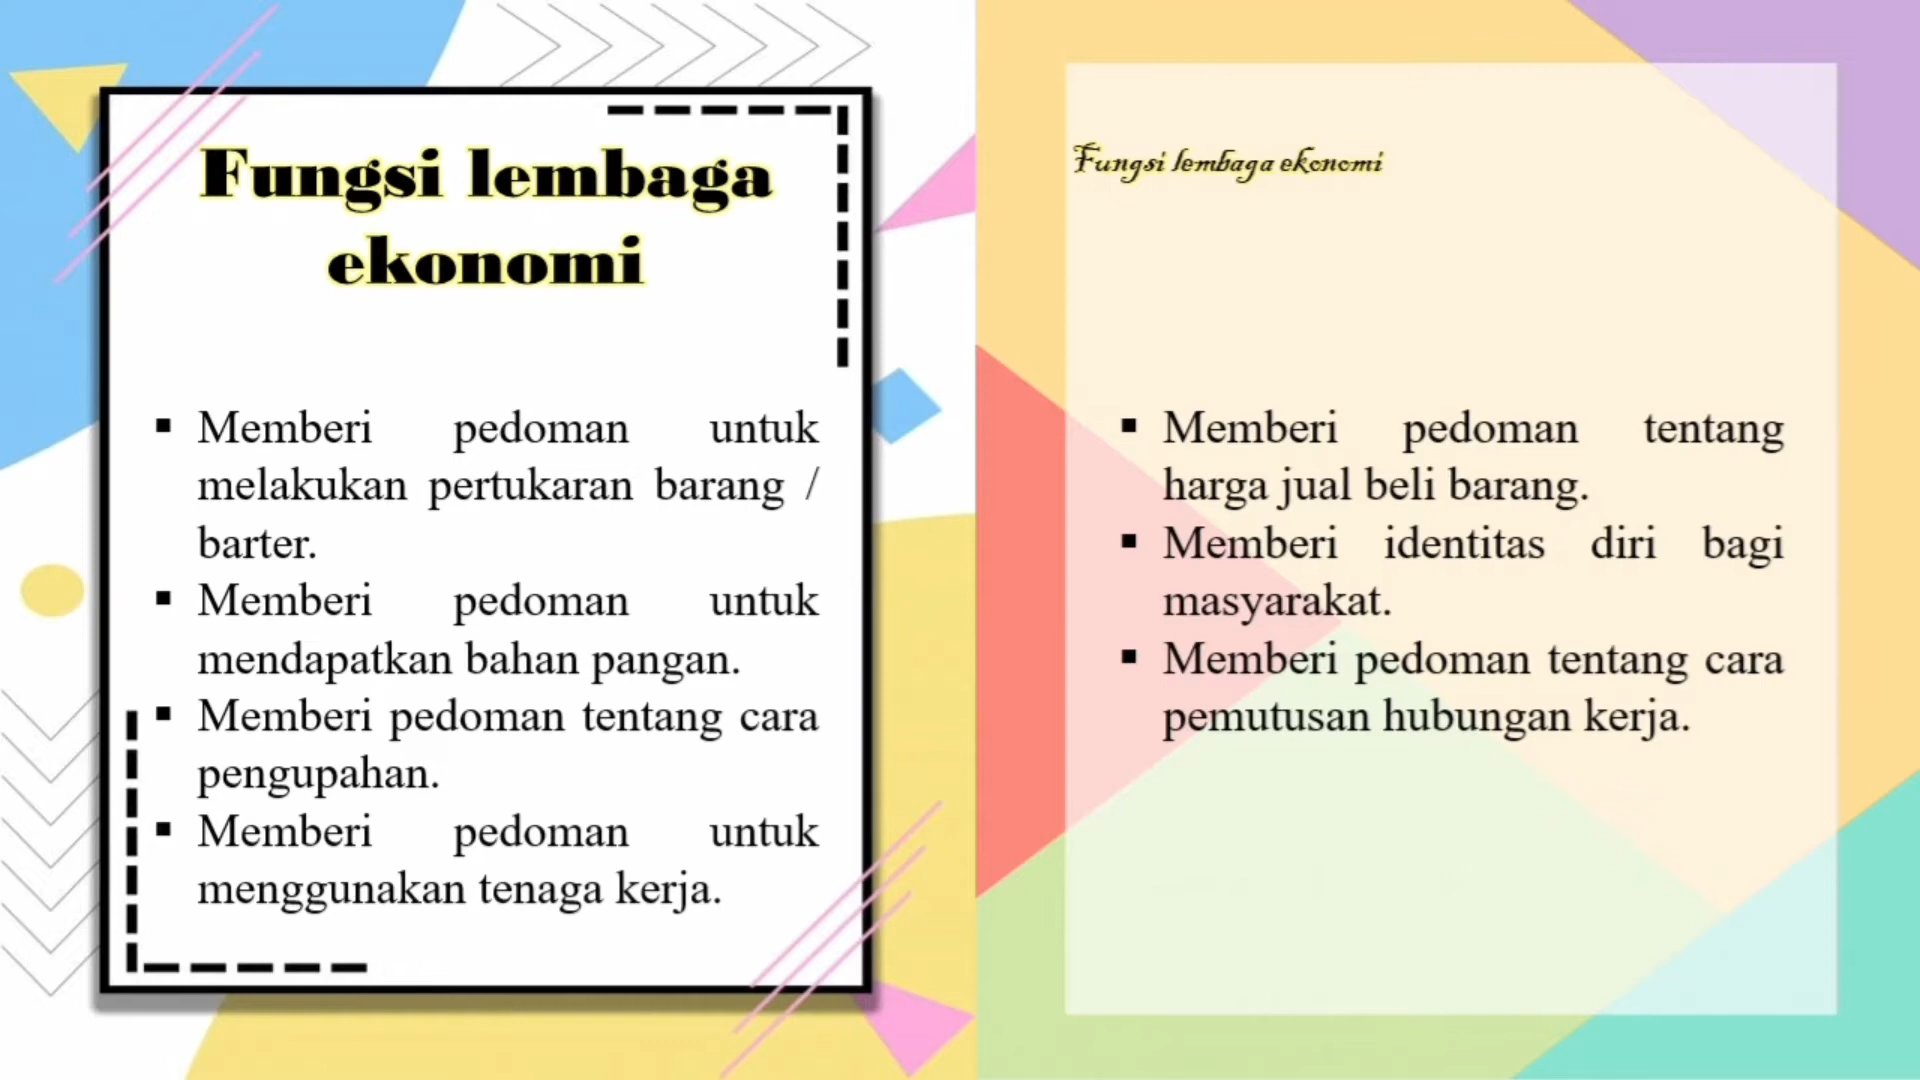 Fungsi lembaga
ekonomi
▪ Memberi pedoman untuk
melakukan pertukaran barang /
barter.
▪ Memberi pedoman untuk
mendapatkan bahan pangan.
▪ Memberi pedoman tentang cara
pengupahan.
▪ Memberi pedoman untuk
menggunakan tenaga kerja.
Fungsi lembaga ekonomi
▪ Memberi pedoman tentang
harga jual beli barang.
▪ Memberi identitas diri bagi
masyarakat.
▪ Memberi pedoman tentang cara
pemutusan hubungan kerja.